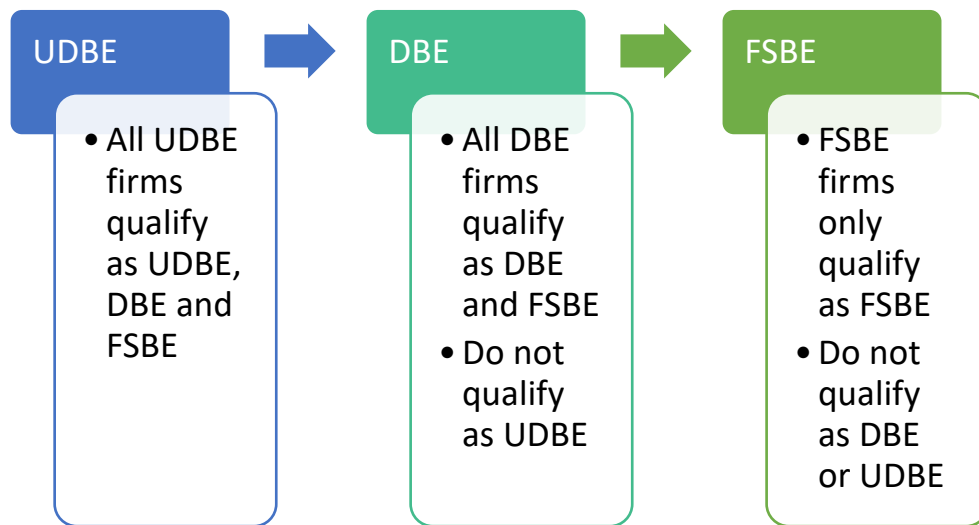 UDBE
• All UDBE
firms
qualify
as UDBE,
DBE and
FSBE
DBE
• All DBE
firms
qualify
as DBE
and FSBE
• Do not
qualify
as UDBE
FSBE
• FSBE
firms
only
qualify
as FSBE
• Do not
qualify
as DBE
or UDBE